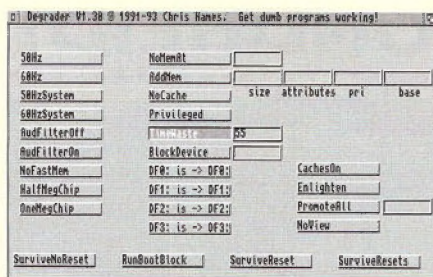 Degrader V1.30 © 1991-93 Chris Hames. Get dumb programs working!
50Hz
60Hz
50HzSystem
60HzSystem
AudFilterOff
AudFilterOn
NoFastMem
HalfMegChip
OneMegChip
NoMemAt
AddMem
size attributes pri base
NoCache
Privileged
TimeWaste 55
BlockDevice
DF0: is -> DF0:
DF1: is -> DF1:
DF2: is -> DF2:
DF3: is -> DF3:
CachesOn
Enlighten
PromoteAll
NoView
SurviveNoReset RunBootBlock SurviveReset SurviveResets